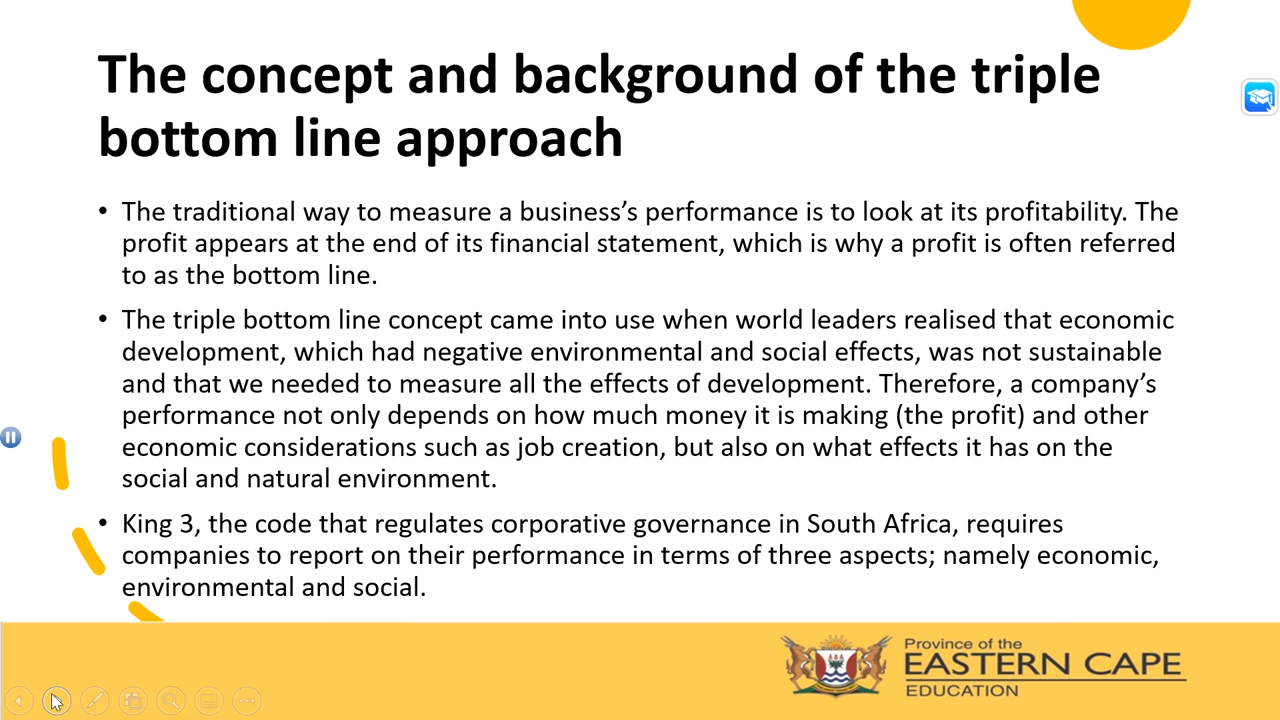 The concept and background of the triple
bottom line approach
• The traditional way to measure a business’s performance is to look at its profitability. The
profit appears at the end of its financial statement, which is why a profit is often referred
to as the bottom line.
• The triple bottom line concept came into use when world leaders realised that economic
development, which had negative environmental and social effects, was not sustainable
and that we needed to measure all the effects of development. Therefore, a company’s
performance not only depends on how much money it is making (the profit) and other
economic considerations such as job creation, but also on what effects it has on the
social and natural environment.
• King 3, the code that regulates corporative governance in South Africa, requires
companies to report on their performance in terms of three aspects; namely economic,
environmental and social.
Province of the
EASTERN CAPE
EDUCATION